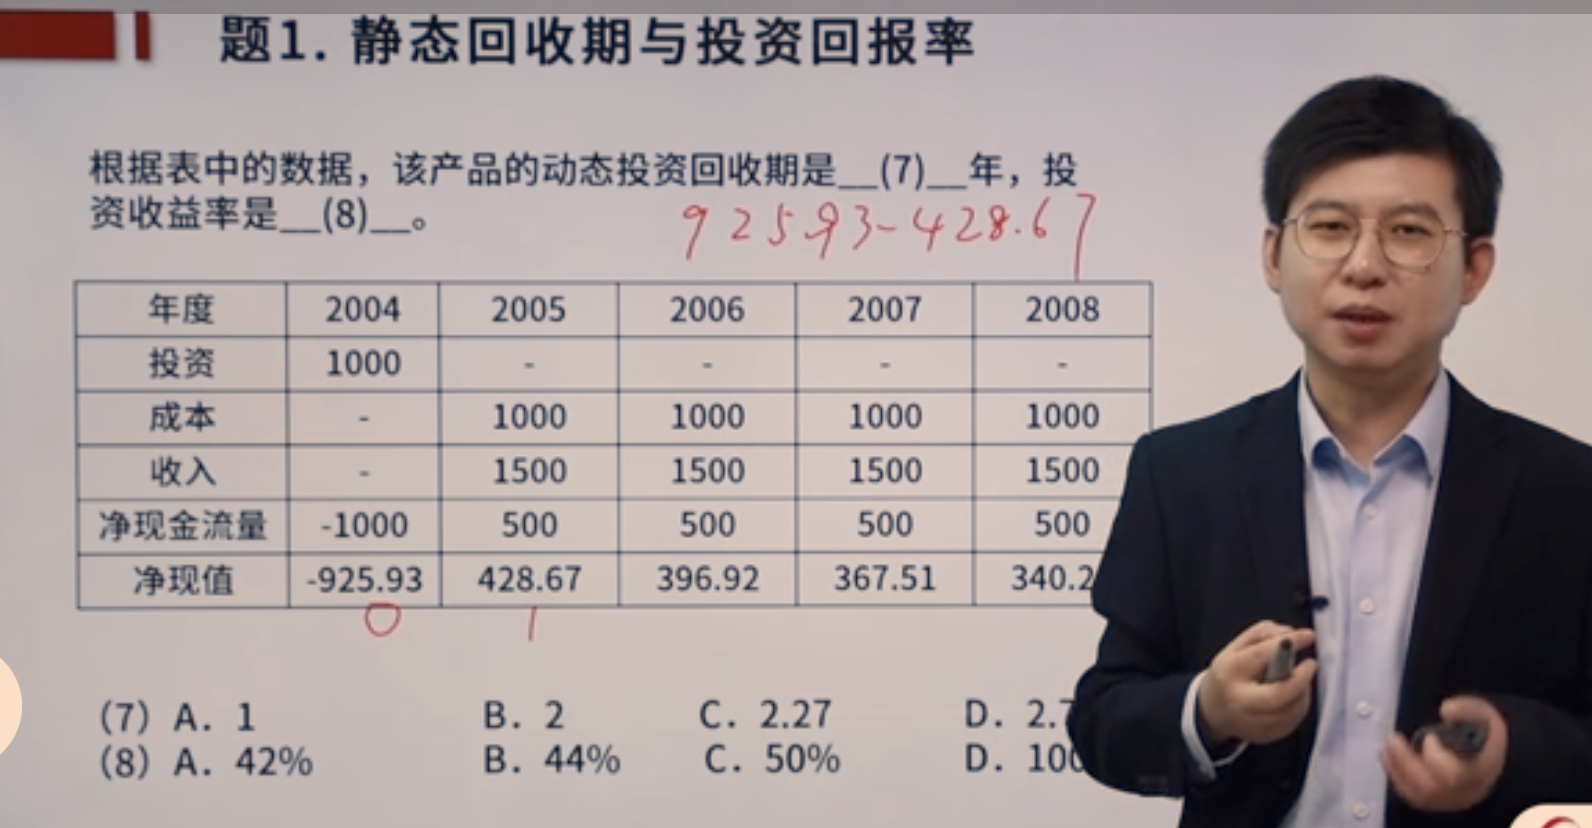 题1. 静态回收期与投资回报率
根据表中的数据，该产品的动态投资回收期是__(7)__年，投
资收益率是__(8)__。
92593-428.67
年度 2004 2005 2006 2007 2008
投资 1000 - - - -
成本 - 1000 1000 1000 1000
收入 - 1500 1500 1500 1500
净现金流量 -1000 500 500 500 500
净现值 -925.93 428.67 396.92 367.51 340.2
0 1
(7) A. 1 B. 2 C. 2.27 D. 2.
(8) A. 42% B. 44% C. 50% D. 100